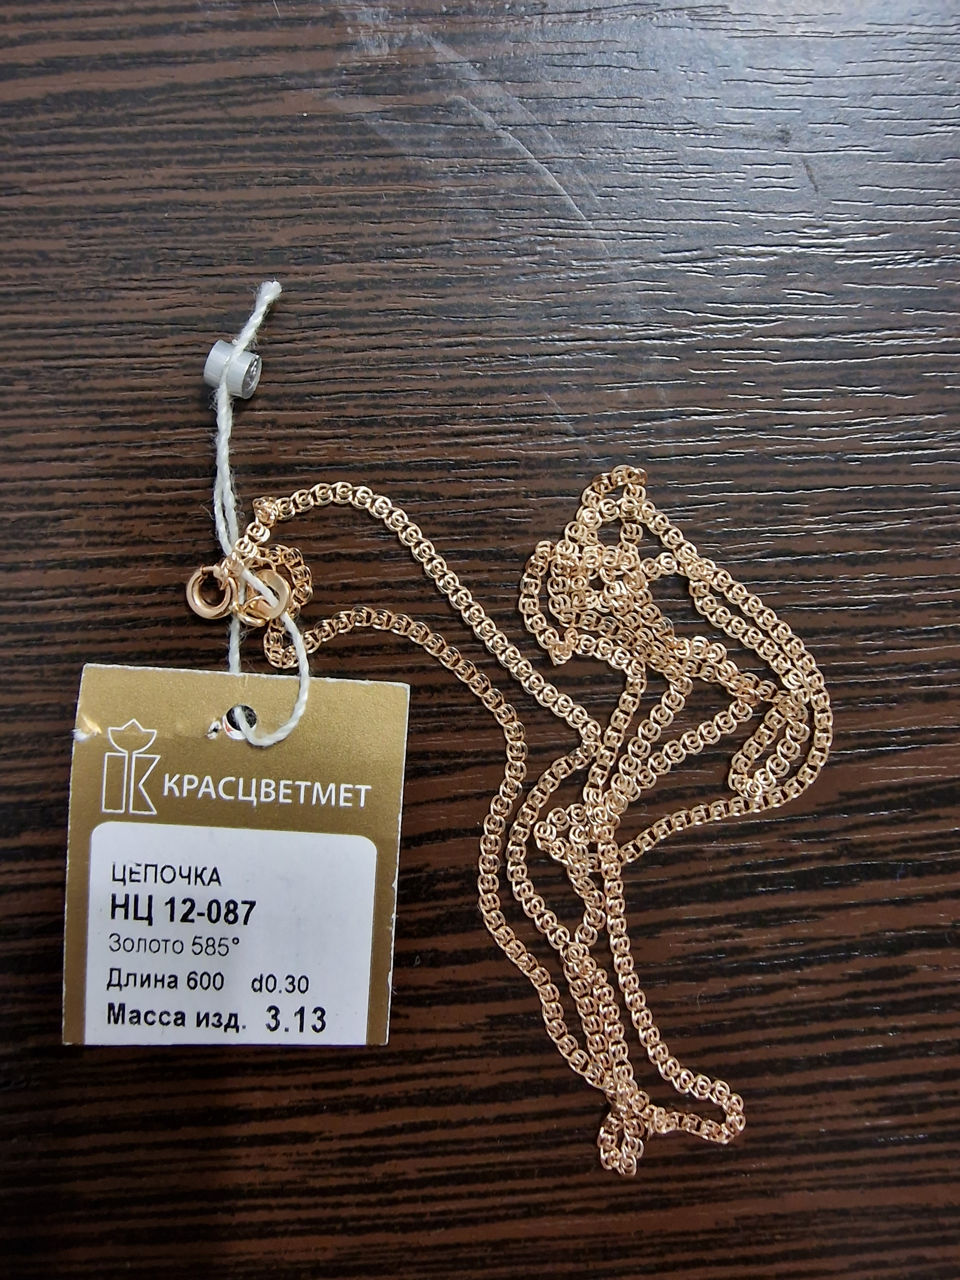 КРАСЦВЕТМЕТ
ЦЕПОЧКА
НЦ 12-087
Золото 585°
Длина 600 d0.30
Масса изд. 3.13